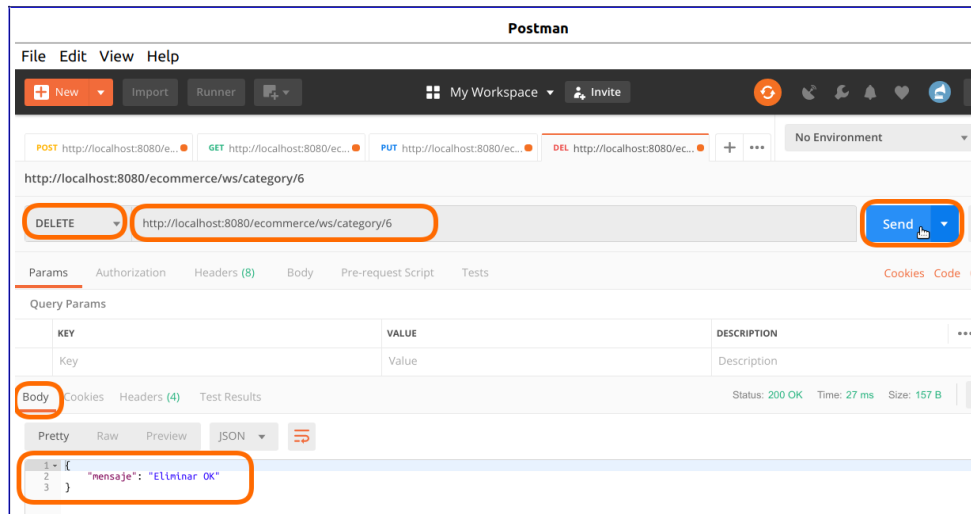 Postman
File Edit View Help
New Import Runner My Workspace Invite
POST http://localhost:8080/e... GET http://localhost:8080/ec... PUT http://localhost:8080/ec... DEL http://localhost:8080/ec... + ••• No Environment
http://localhost:8080/ecommerce/ws/category/6
DELETE http://localhost:8080/ecommerce/ws/category/6 Send
Params Authorization Headers (8) Body Pre-request Script Tests Cookies Code
Query Params
KEY VALUE DESCRIPTION •••
Key Value Description
Body Cookies Headers (4) Test Results Status: 200 OK Time: 27 ms Size: 157 B
Pretty Raw Preview JSON
1 {
2 "mensaje": "Eliminar OK"
3 }